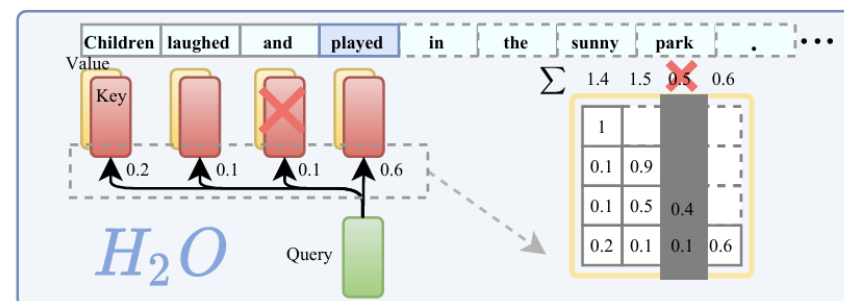 Children laughed and played in the sunny park . •••
Value
Key
∑ 1.4 1.5 0.5 0.6
1
0.2 0.1 0.1 0.6
0.1 0.9
0.1 0.5 0.4
0.2 0.1 0.1 0.6
H₂O
Query